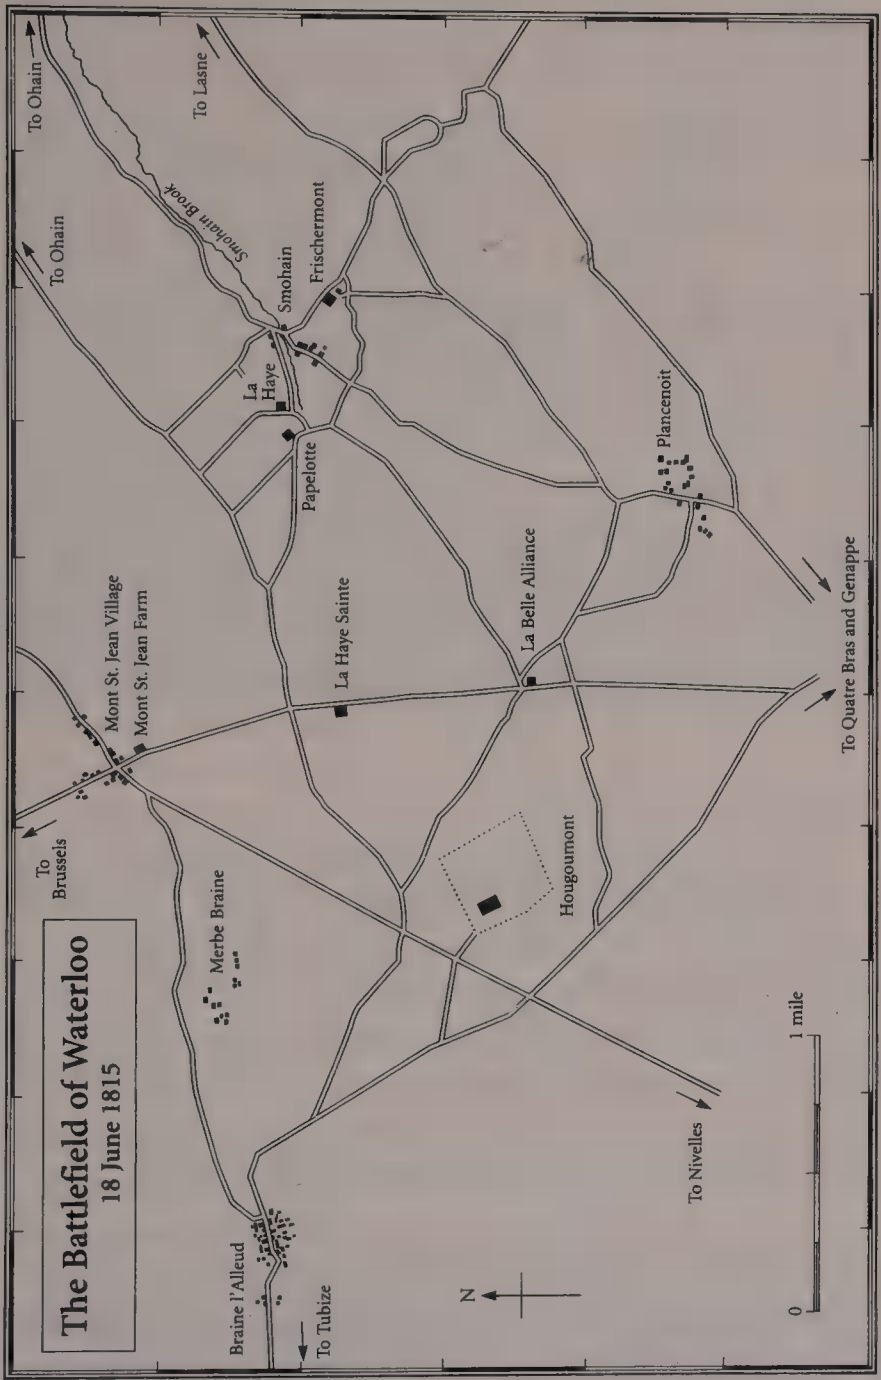 The Battlefield of Waterloo
18 June 1815
To
Brussels
Mont St. Jean Village
Mont St. Jean Farm
To Ohain
To Ohain
To Lasne
Smohain Brook
Smohain
Frischermont
La
Haye
Papelotte
Merbe Braine
Braine l'Alleud
To Tubize
La Haye Sainte
La Belle Alliance
Plancenoit
Hougoumont
N
To Nivelles
To Quatre Bras and Genappe
0
1 mile